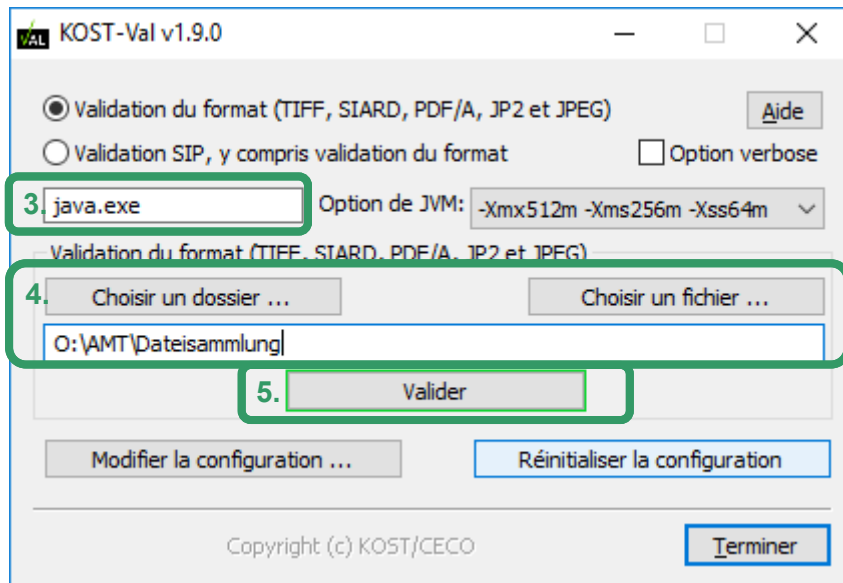 VAL KOST-Val v1.9.0
Validation du format (TIFF, SIARD, PDF/A, JP2 et JPEG)
Aide
Validation SIP, y compris validation du format
Option verbose
3. java.exe
Option de JVM: -Xmx512m -Xms256m -Xss64m
Validation du format (TIFF, SIARD, PDF/A, JP2 et JPEG)
4. Choisir un dossier ...
Choisir un fichier ...
O:\AMT\Dateisammlung
5. Valider
Modifier la configuration ...
Réinitialiser la configuration
Copyright (c) KOST/CECO
Terminer